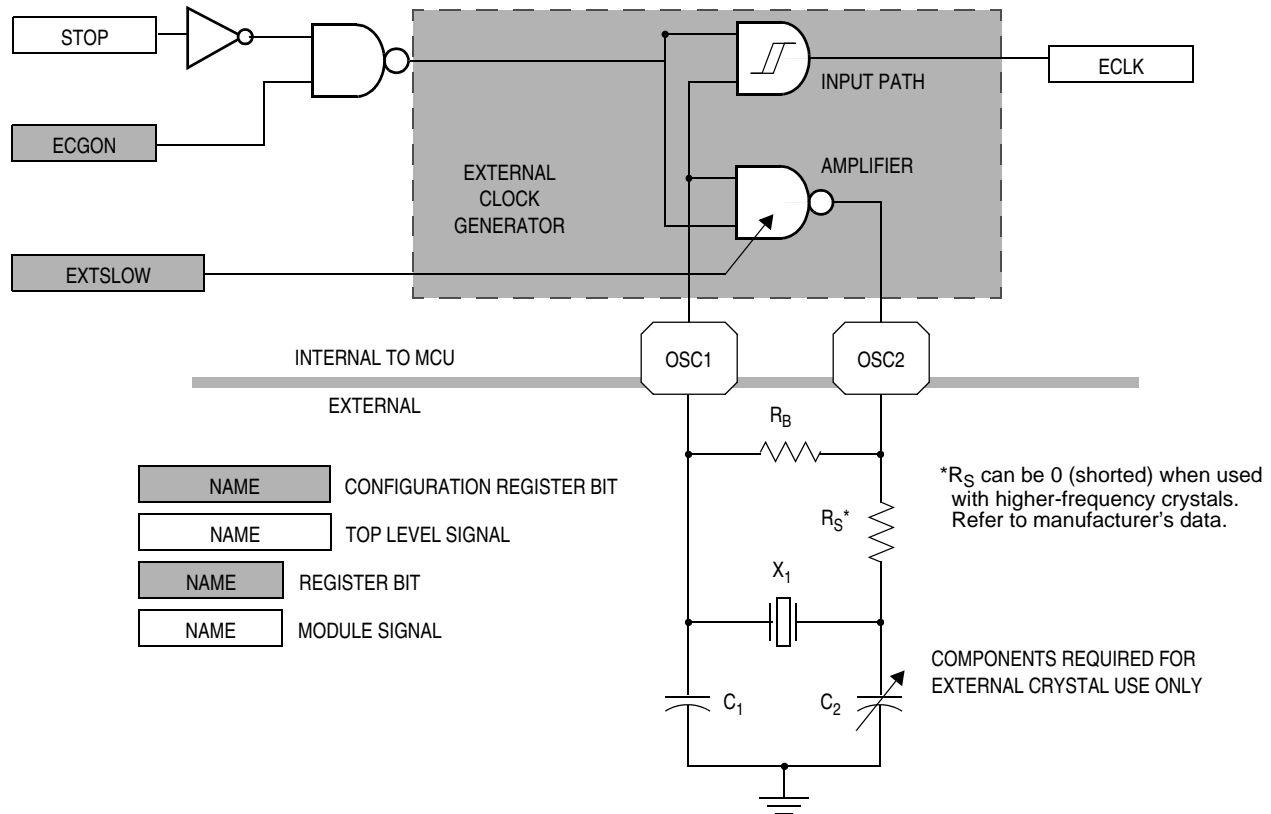 STOP
ECLK
INPUT PATH
ECGON
AMPLIFIER
EXTERNAL
CLOCK
GENERATOR
EXTSLOW
INTERNAL TO MCU
OSC1
OSC2
EXTERNAL
R_B
*R_S can be 0 (shorted) when used
with higher-frequency crystals.
Refer to manufacturer's data.
NAME CONFIGURATION REGISTER BIT
R_S*
NAME TOP LEVEL SIGNAL
NAME REGISTER BIT
X_1
NAME MODULE SIGNAL
COMPONENTS REQUIRED FOR
EXTERNAL CRYSTAL USE ONLY
C_1
C_2